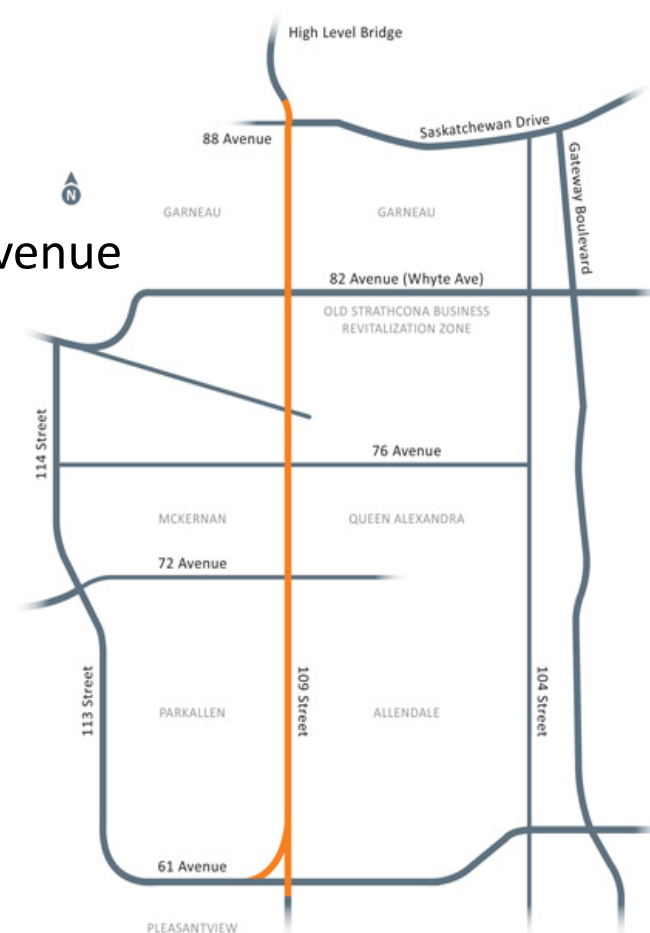 High Level Bridge
88 Avenue
Saskatchewan Drive
Gateway Boulevard
N
GARNEAU
GARNEAU
venue
82 Avenue (Whyte Ave)
OLD STRATHCONA BUSINESS
REVITALIZATION ZONE
114 Street
76 Avenue
MCKERNAN
QUEEN ALEXANDRA
72 Avenue
113 Street
109 Street
104 Street
PARKALLEN
ALLENDALE
61 Avenue
PLEASANTVIEW